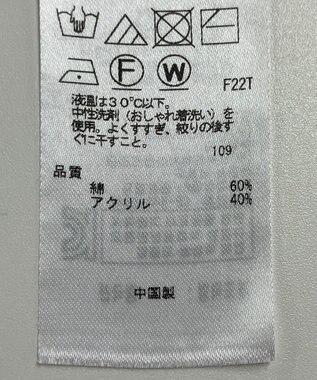 F W
F22T
液温は30℃以下。
中性洗剤（おしゃれ着洗い）を
使用。よくすすぎ、絞りの後す
ぐに干すこと。
109
品質
綿 60%
アクリル 40%
中国製